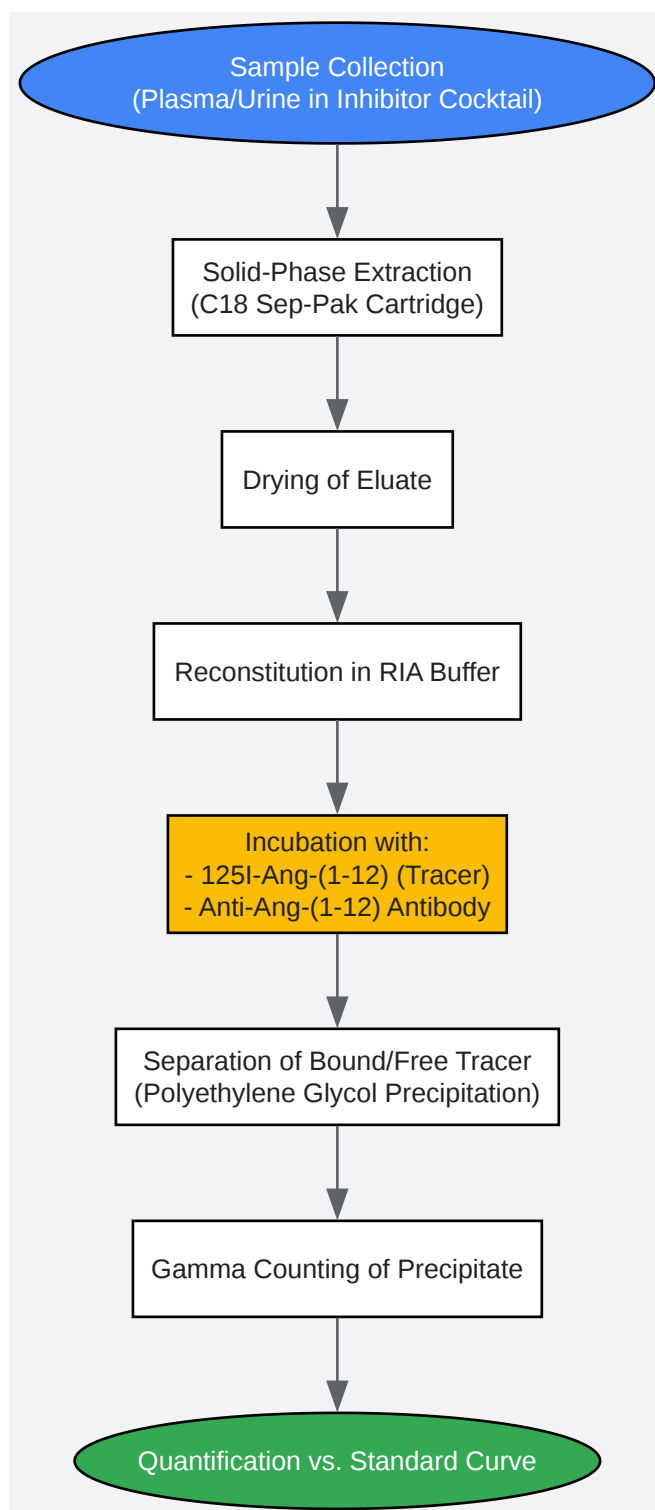 Sample Collection
(Plasma/Urine in Inhibitor Cocktail)
Solid-Phase Extraction
(C18 Sep-Pak Cartridge)
Drying of Eluate
Reconstitution in RIA Buffer
Incubation with:
- 125I-Ang-(1-12) (Tracer)
- Anti-Ang-(1-12) Antibody
Separation of Bound/Free Tracer
(Polyethylene Glycol Precipitation)
Gamma Counting of Precipitate
Quantification vs. Standard Curve